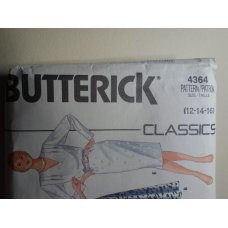 BUTTERICK
4364
PATTERN/PATRON
SIZE/TAILLE
(12-14-16)
CLASSICS